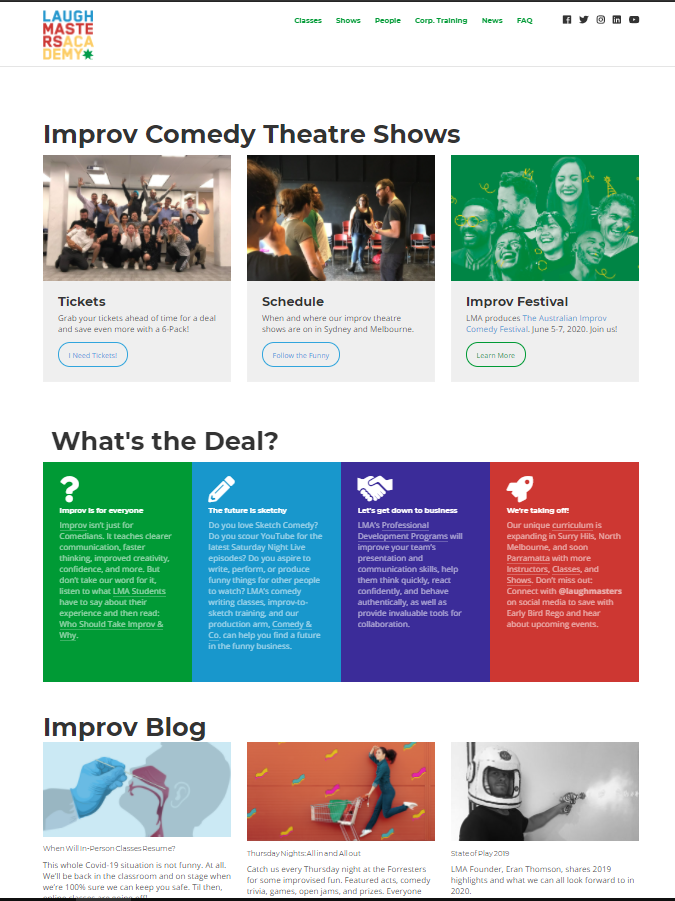 LAUGH
MASTE
RSACA
DEMY
Classes Shows People Corp. Training News FAQ
Improv Comedy Theatre Shows
Tickets
Grab your tickets ahead of time for a deal
and save even more with a 6-Pack!
I Need Tickets!
Schedule
When and where our improv theatre
shows are on in Sydney and Melbourne.
Follow the Funny
Improv Festival
LMA produces The Australian Improv
Comedy Festival. June 5-7, 2020. Join us!
Learn More
What's the Deal?
Improv is for everyone
Improv isn't just for
Comedians. It teaches clearer
communication, faster
thinking, improved creativity,
confidence, and more. But
don't take our word for it,
listen to what LMA Students
have to say about their
experience and then read:
Who Should Take Improv &
Why.
The future is sketchy
Do you love Sketch Comedy?
Do you scour YouTube for the
latest Saturday Night Live
episodes? Do you aspire to
write, perform, or produce
funny things for other people
to watch? LMA's comedy
writing classes, improv-to-
sketch training, and our
production arm, Comedy &
Co. can help you find a future
in the funny business.
Let's get down to business
LMA's Professional
Development Programs will
improve your team's
presentation and
communication skills, help
them think quickly, react
confidently, and behave
authentically, as well as
provide invaluable tools for
collaboration.
We're taking off!
Our unique curriculum is
expanding in Surry Hills, North
Melbourne, and soon
Parramatta with more
Instructors, Classes, and
Shows. Don't miss out:
Connect with @laughmasters
on social media to save with
Early Bird Rego and hear
about upcoming events.
Improv Blog
When Will In-Person Classes Resume?
This whole Covid-19 situation is not funny. At all.
We'll be back in the classroom and on stage when
we're 100% sure we can keep you safe. Til then,
online classes are going off!
Thursday Nights: All in and All out
Catch us every Thursday night at the Forresters
for some improvised fun. Featured acts, comedy
trivia, games, open jams, and prizes. Everyone
State of Play 2019
LMA Founder, Eran Thomson, shares 2019
highlights and what we can all look forward to in
2020.